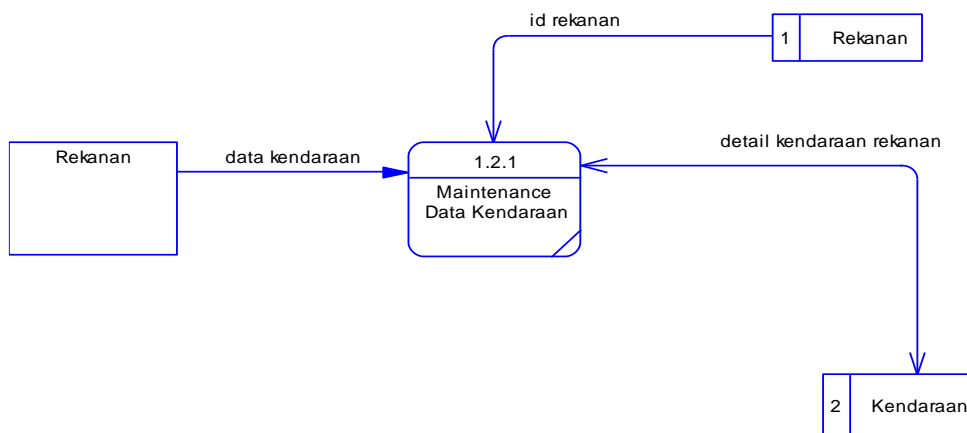 id rekanan
1 Rekanan
Rekanan
data kendaraan
1.2.1
Maintenance
Data Kendaraan
detail kendaraan rekanan
2 Kendaraan